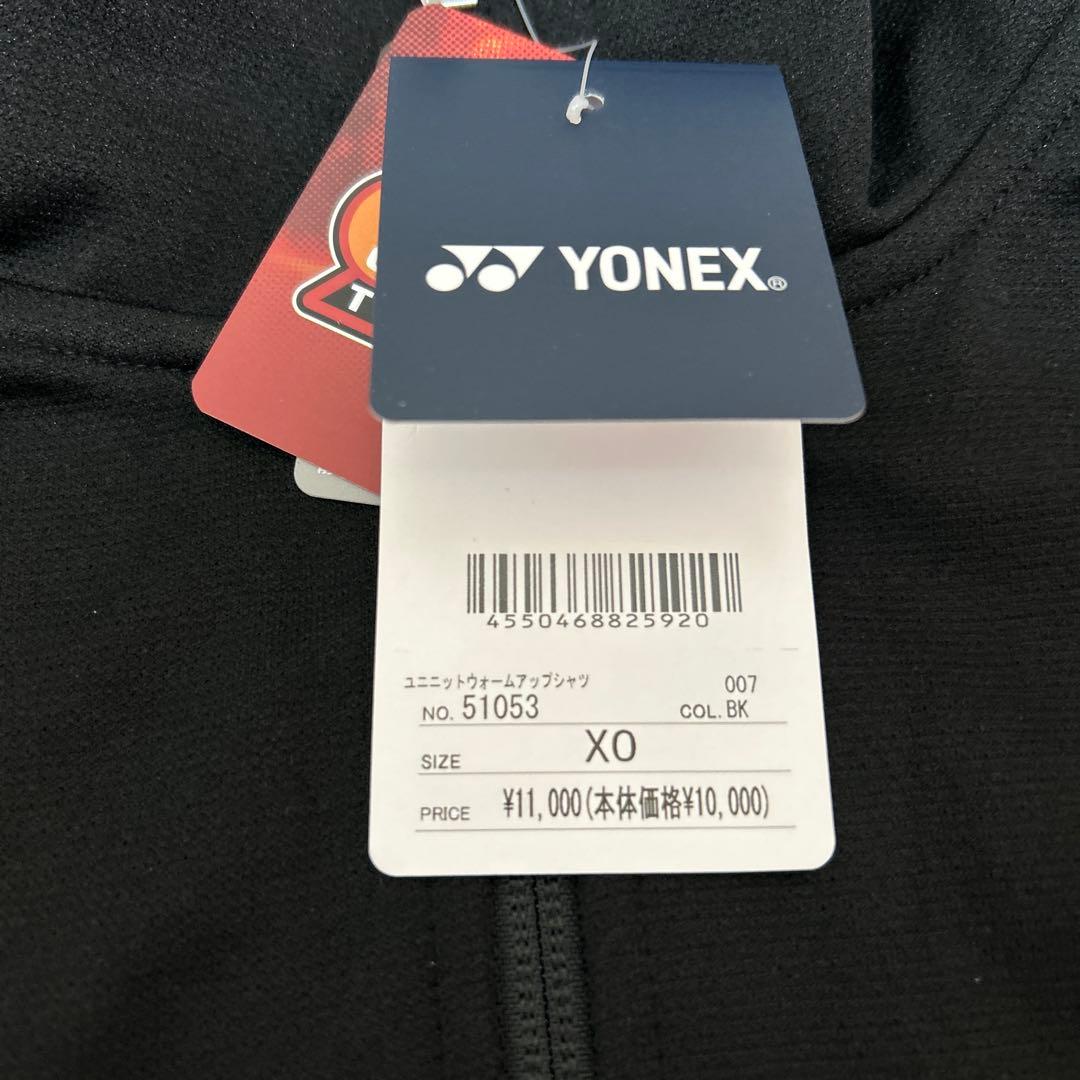 YONEX®
T
4550468825920
ユニニットウォームアップシャツ 007
NO. 51053 COL. BK
SIZE XO
PRICE ¥11,000(本体価格¥10,000)